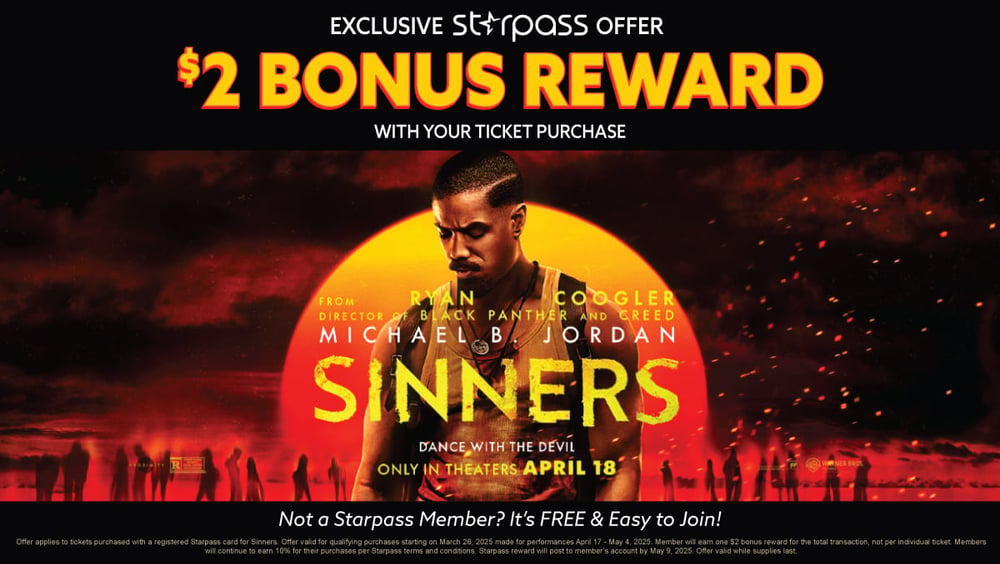 EXCLUSIVE starpass OFFER
$2 BONUS REWARD
WITH YOUR TICKET PURCHASE
FROM RYAN COOGLER
DIRECTOR OF BLACK PANTHER AND CREED
MICHAEL B. JORDAN
SINNERS
DANCE WITH THE DEVIL
ONLY IN THEATERS APRIL 18
PROXIMITY R WARNER BROS.
Not a Starpass Member? It's FREE & Easy to Join!
Offer applies to tickets purchased with a registered Starpass card for Sinners. Offer valid for qualifying purchases starting on March 26, 2025 made for performances April 17 - May 4, 2025. Member will earn one $2 bonus reward for the total transaction, not per individual ticket. Members
will continue to earn 10% for their purchases per Starpass terms and conditions. Starpass reward will post to member's account by May 9, 2025. Offer valid while supplies last.